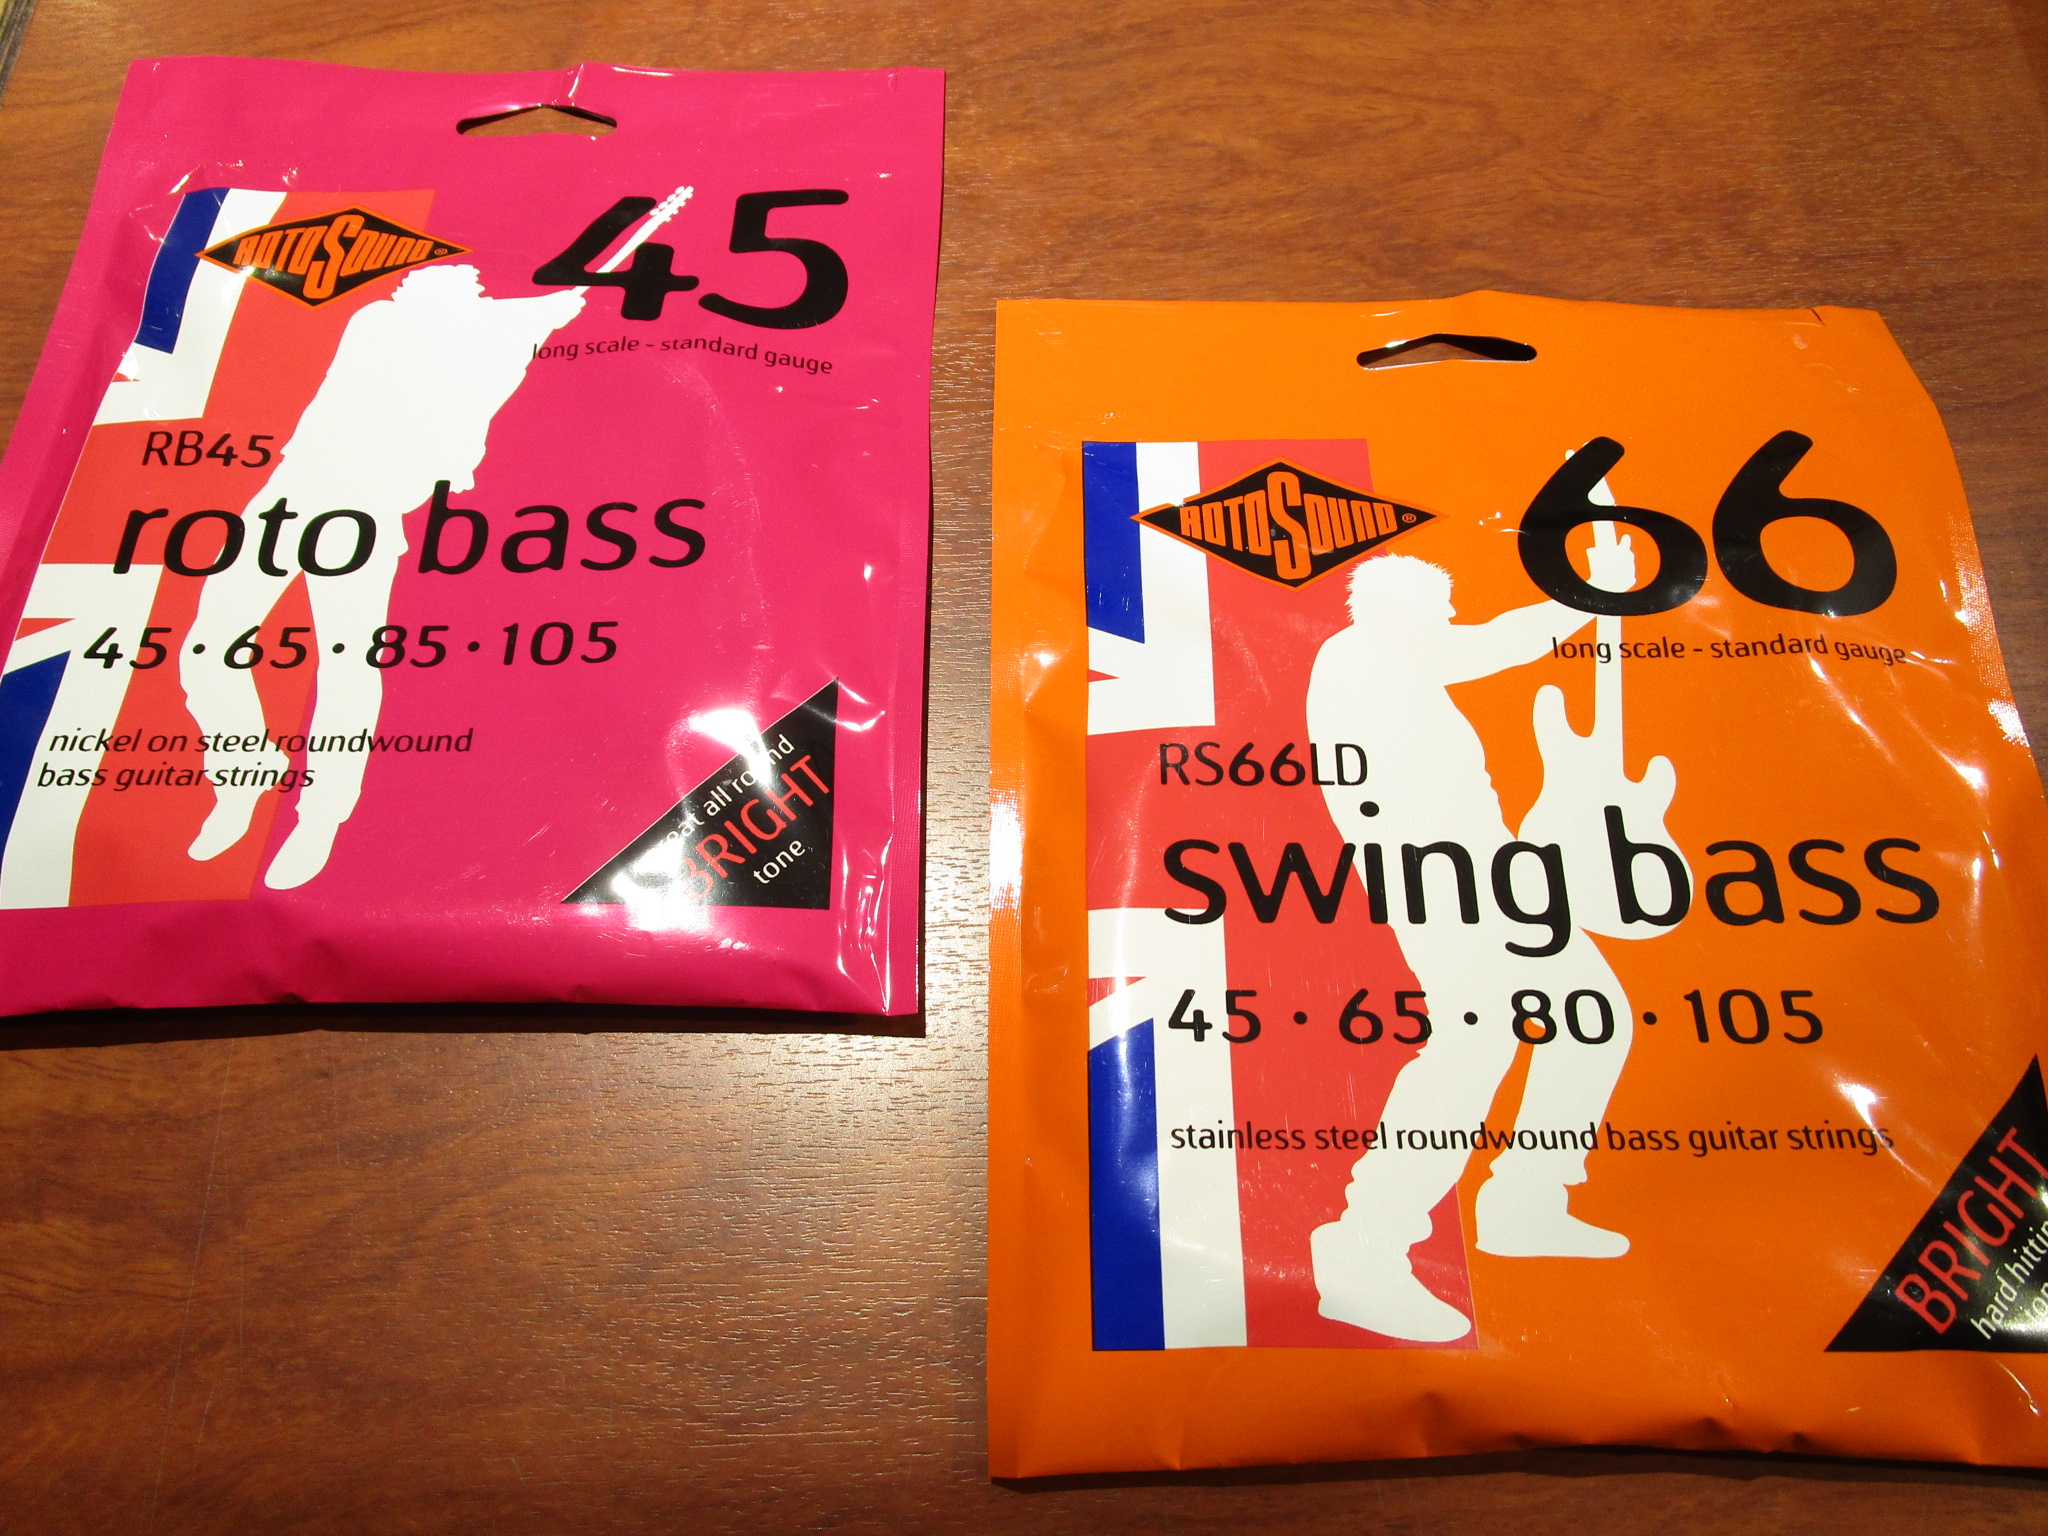 ROTOSOUND®
45
long scale - standard gauge
RB45
roto bass
45 · 65 · 85 · 105
nickel on steel roundwound
bass guitar strings
all round
BRIGHT
tone
ROTOSOUND®
66
long scale - standard gauge
RS66LD
swing bass
45 · 65 · 80 · 105
stainless steel roundwound bass guitar strings
BRIGHT
hard